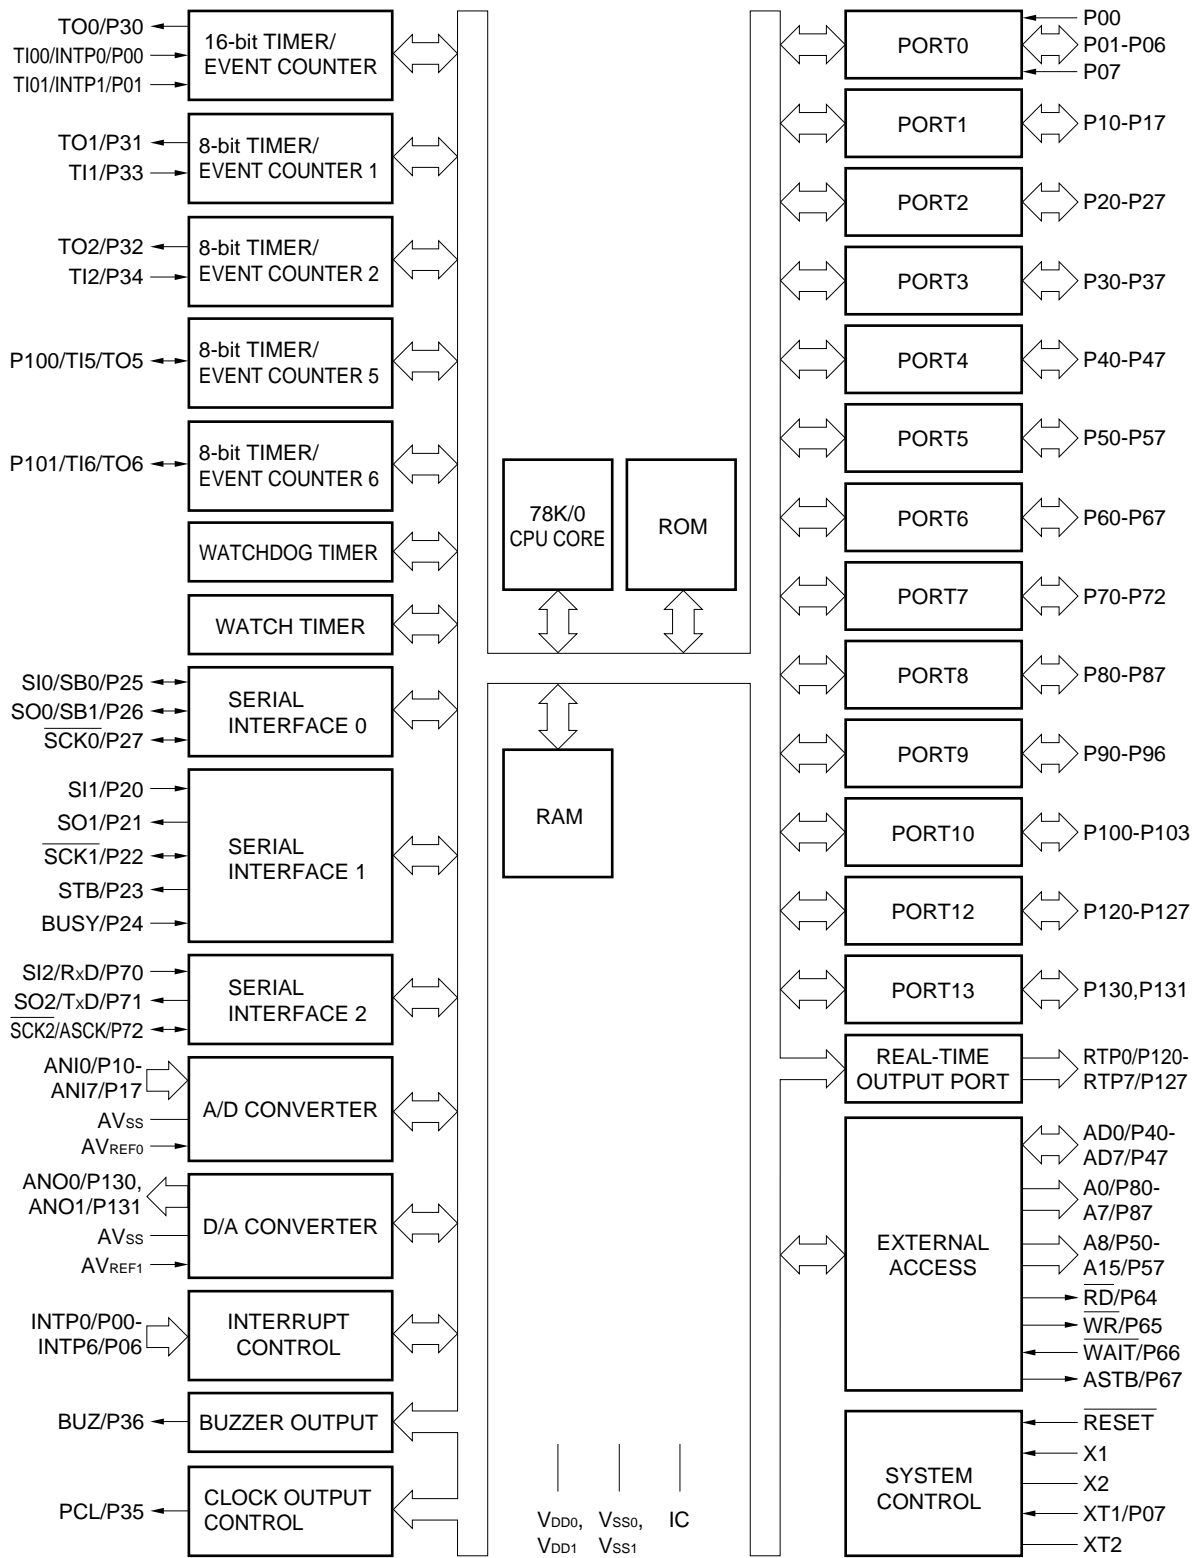 TO0/P30
TI00/INTP0/P00
TI01/INTP1/P01
16-bit TIMER/
EVENT COUNTER
TO1/P31
TI1/P33
8-bit TIMER/
EVENT COUNTER 1
TO2/P32
TI2/P34
8-bit TIMER/
EVENT COUNTER 2
P100/TI5/TO5
8-bit TIMER/
EVENT COUNTER 5
P101/TI6/TO6
8-bit TIMER/
EVENT COUNTER 6
WATCHDOG TIMER
WATCH TIMER
SI0/SB0/P25
SO0/SB1/P26
SCK0/P27
SERIAL
INTERFACE 0
SI1/P20
SO1/P21
SCK1/P22
STB/P23
BUSY/P24
SERIAL
INTERFACE 1
SI2/RxD/P70
SO2/TxD/P71
SCK2/ASCK/P72
SERIAL
INTERFACE 2
ANI0/P10-
ANI7/P17
AVSS
AVREF0
A/D CONVERTER
ANO0/P130,
ANO1/P131
AVSS
AVREF1
D/A CONVERTER
INTP0/P00-
INTP6/P06
INTERRUPT
CONTROL
BUZ/P36
BUZZER OUTPUT
PCL/P35
CLOCK OUTPUT
CONTROL
78K/0
CPU CORE
ROM
RAM
VDD0,
VDD1
VSS0,
VSS1
IC
PORT0
P00
P01-P06
P07
PORT1
P10-P17
PORT2
P20-P27
PORT3
P30-P37
PORT4
P40-P47
PORT5
P50-P57
PORT6
P60-P67
PORT7
P70-P72
PORT8
P80-P87
PORT9
P90-P96
PORT10
P100-P103
PORT12
P120-P127
PORT13
P130,P131
REAL-TIME
OUTPUT PORT
RTP0/P120-
RTP7/P127
EXTERNAL
ACCESS
AD0/P40-
AD7/P47
A0/P80-
A7/P87
A8/P50-
A15/P57
RD/P64
WR/P65
WAIT/P66
ASTB/P67
SYSTEM
CONTROL
RESET
X1
X2
XT1/P07
XT2